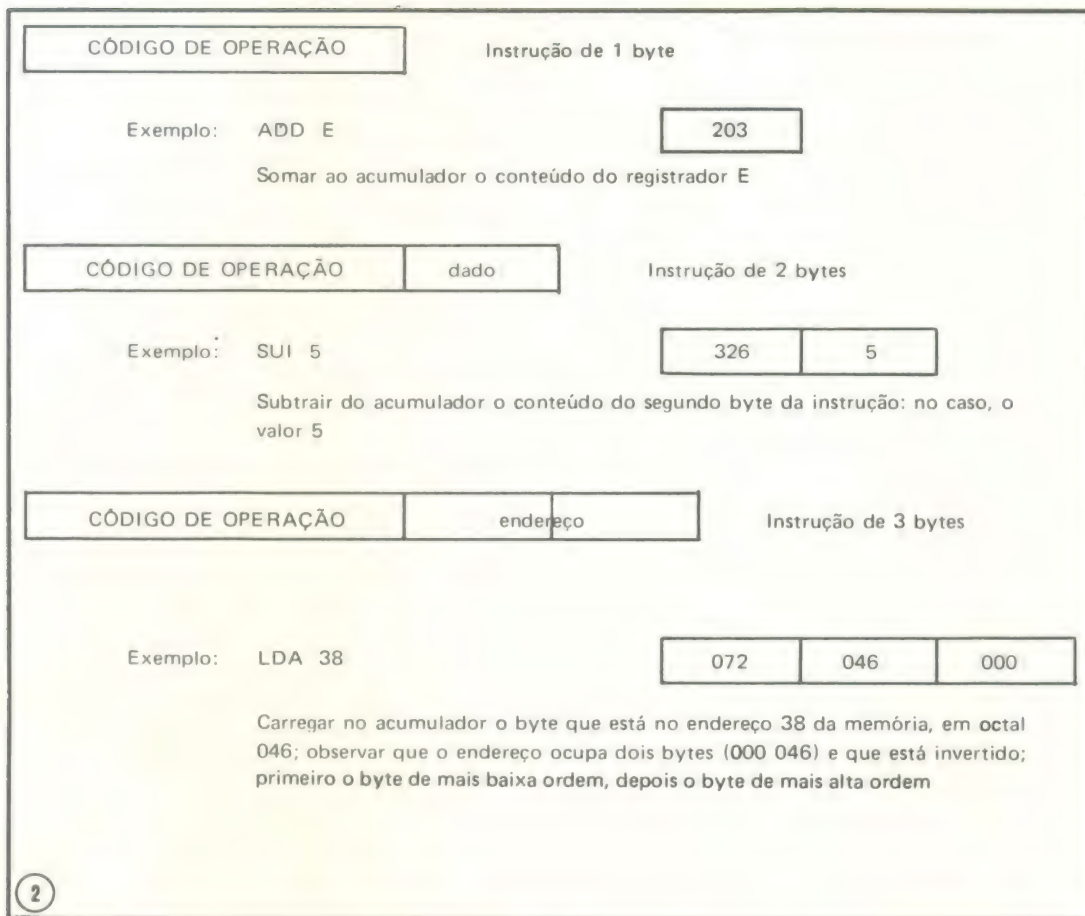 CÓDIGO DE OPERAÇÃO Instrução de 1 byte
Exemplo: ADD E 203
Somar ao acumulador o conteúdo do registrador E
CÓDIGO DE OPERAÇÃO dado Instrução de 2 bytes
Exemplo: SUI 5 326 5
Subtrair do acumulador o conteúdo do segundo byte da instrução: no caso, o
valor 5
CÓDIGO DE OPERAÇÃO endereço Instrução de 3 bytes
Exemplo: LDA 38 072 046 000
Carregar no acumulador o byte que está no endereço 38 da memória, em octal
046; observar que o endereço ocupa dois bytes (000 046) e que está invertido;
primeiro o byte de mais baixa ordem, depois o byte de mais alta ordem
2